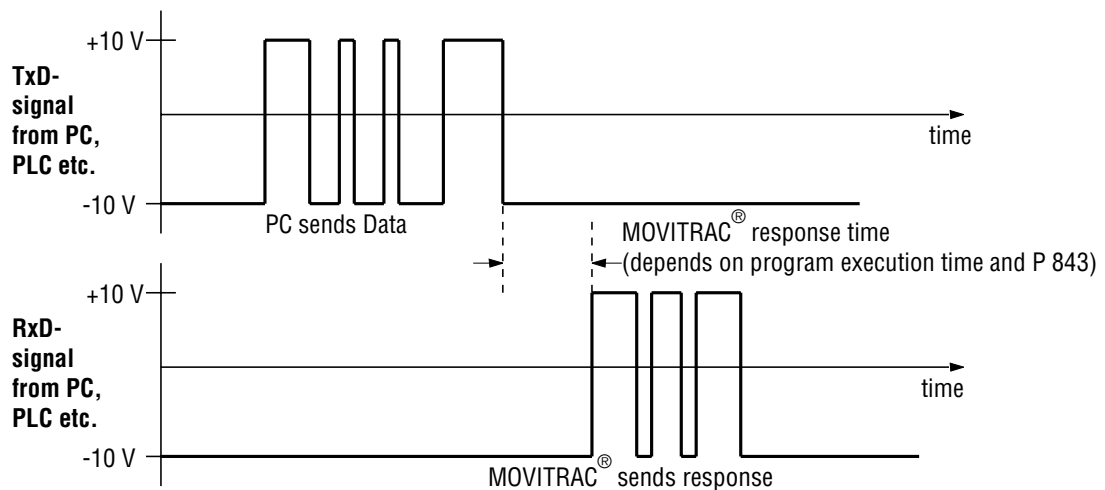 +10 V
TxD-
signal
from PC,
PLC etc.
time
-10 V
PC sends Data
MOVITRAC® response time
(depends on program execution time and P 843)
+10 V
RxD-
signal
from PC,
PLC etc.
time
-10 V
MOVITRAC® sends response